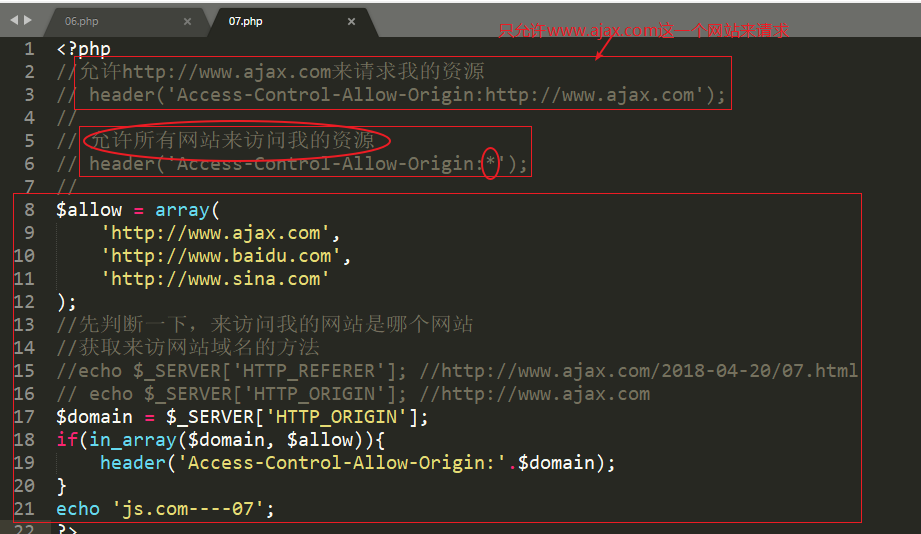 06.php × 07.php ×
只允许www.ajax.com这一个网站来请求
1 <?php
2 //允许http://www.ajax.com来请求我的资源
3 // header('Access-Control-Allow-Origin:http://www.ajax.com');
4 //
5 // 允许所有网站来访问我的资源
6 // header('Access-Control-Allow-Origin:*');
7 //
8 $allow = array(
9 'http://www.ajax.com',
10 'http://www.baidu.com',
11 'http://www.sina.com'
12 );
13 //先判断一下，来访问我的网站是哪个网站
14 //获取来访网站域名的方法
15 //echo $_SERVER['HTTP_REFERER']; //http://www.ajax.com/2018-04-20/07.html
16 // echo $_SERVER['HTTP_ORIGIN']; //http://www.ajax.com
17 $domain = $_SERVER['HTTP_ORIGIN'];
18 if(in_array($domain, $allow)){
19 header('Access-Control-Allow-Origin:'.$domain);
20 }
21 echo 'js.com----07';
22 ?>